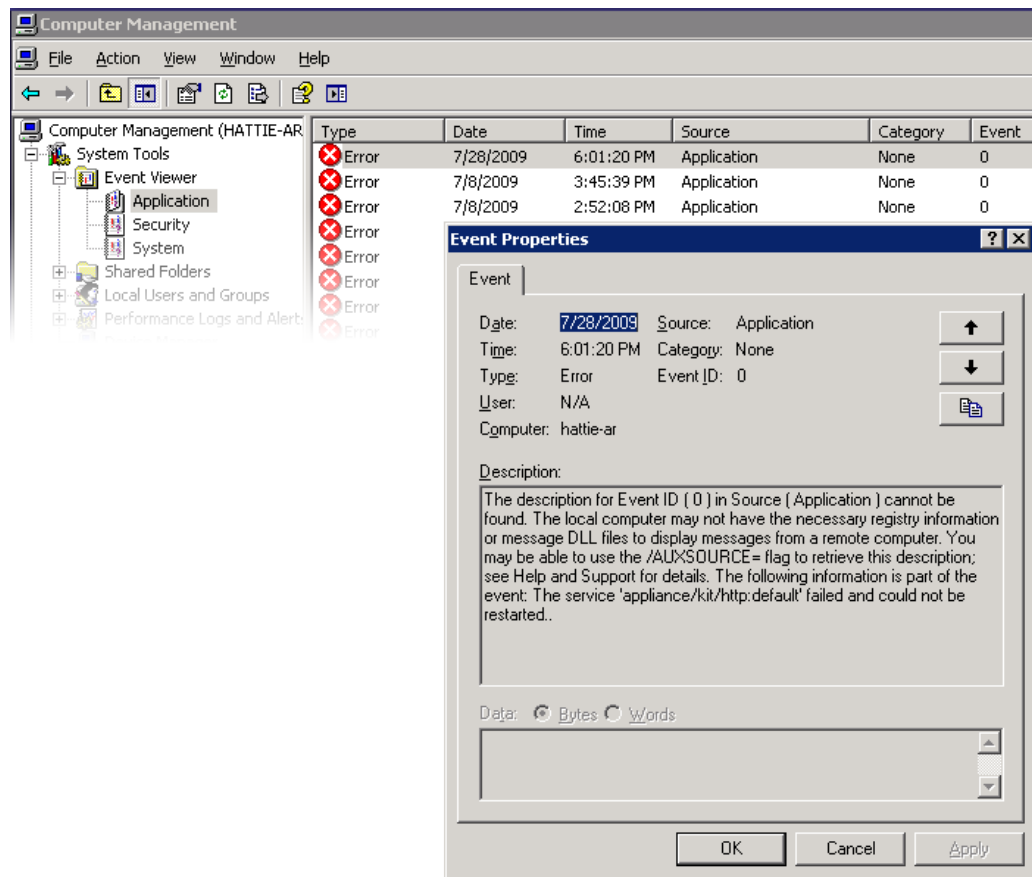 Computer Management
File Action View Window Help
Computer Management (HATTIE-AR
System Tools
Event Viewer
Application
Security
System
Shared Folders
Local Users and Groups
Performance Logs and Alert
Type Date Time Source Category Event
Error 7/28/2009 6:01:20 PM Application None 0
Error 7/8/2009 3:45:39 PM Application None 0
Error 7/8/2009 2:52:08 PM Application None 0
Error
Error
Error
Error
Error
Event Properties
Event
Date: 7/28/2009 Source: Application
Time: 6:01:20 PM Category: None
Type: Error Event ID: 0
User: N/A
Computer: hattie-ar
Description:
The description for Event ID ( 0 ) in Source ( Application ) cannot be
found. The local computer may not have the necessary registry information
or message DLL files to display messages from a remote computer. You
may be able to use the /AUXSOURCE= flag to retrieve this description;
see Help and Support for details. The following information is part of the
event: The service 'appliance/kit/http:default' failed and could not be
restarted..
Data: Bytes Words
OK Cancel Apply